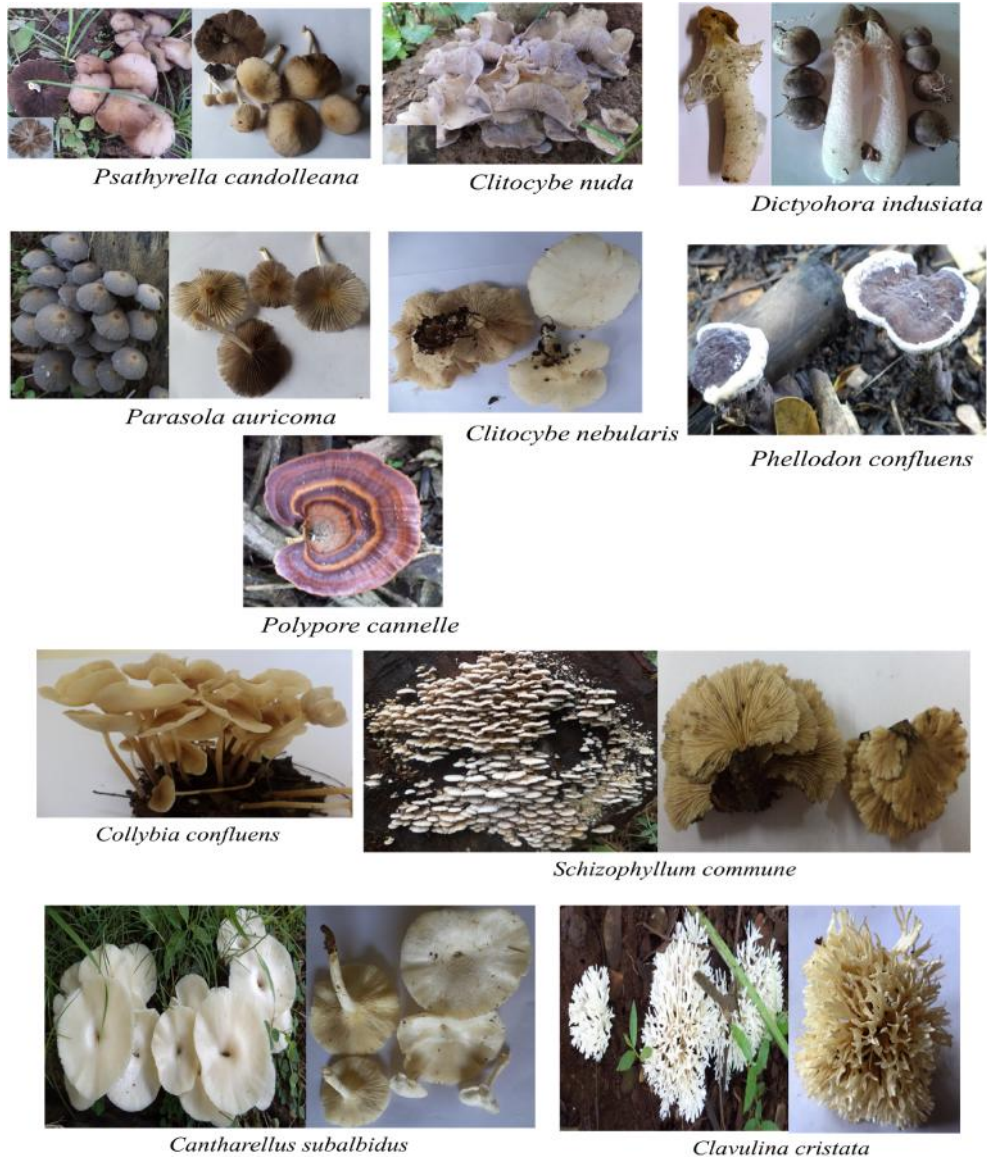 Psathyrella candolleana
Clitocybe nuda
Dictyohora indusiata
Parasola auricoma
Clitocybe nebularis
Phellodon confluens
Polypore cannelle
Collybia confluens
Schizophyllum commune
Cantharellus subalbidus
Clavulina cristata